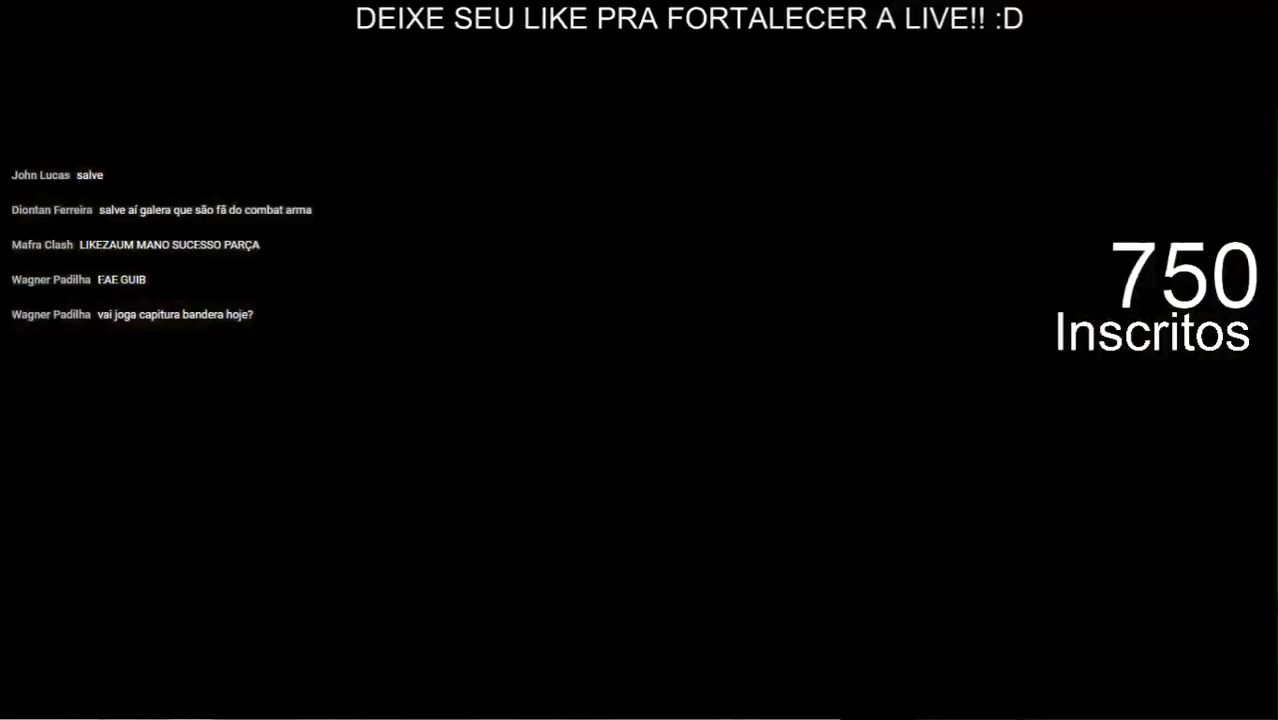 DEIXE SEU LIKE PRA FORTALECER A LIVE!! :D
John Lucas salve
Diontan Ferreira salve aí galera que são fã do combat arma
Mafra Clash LIKEZAUM MANO SUCESSO PARÇA
Wagner Padilha EAE GUIB
Wagner Padilha vai joga capitura bandera hoje?
750
Inscritos